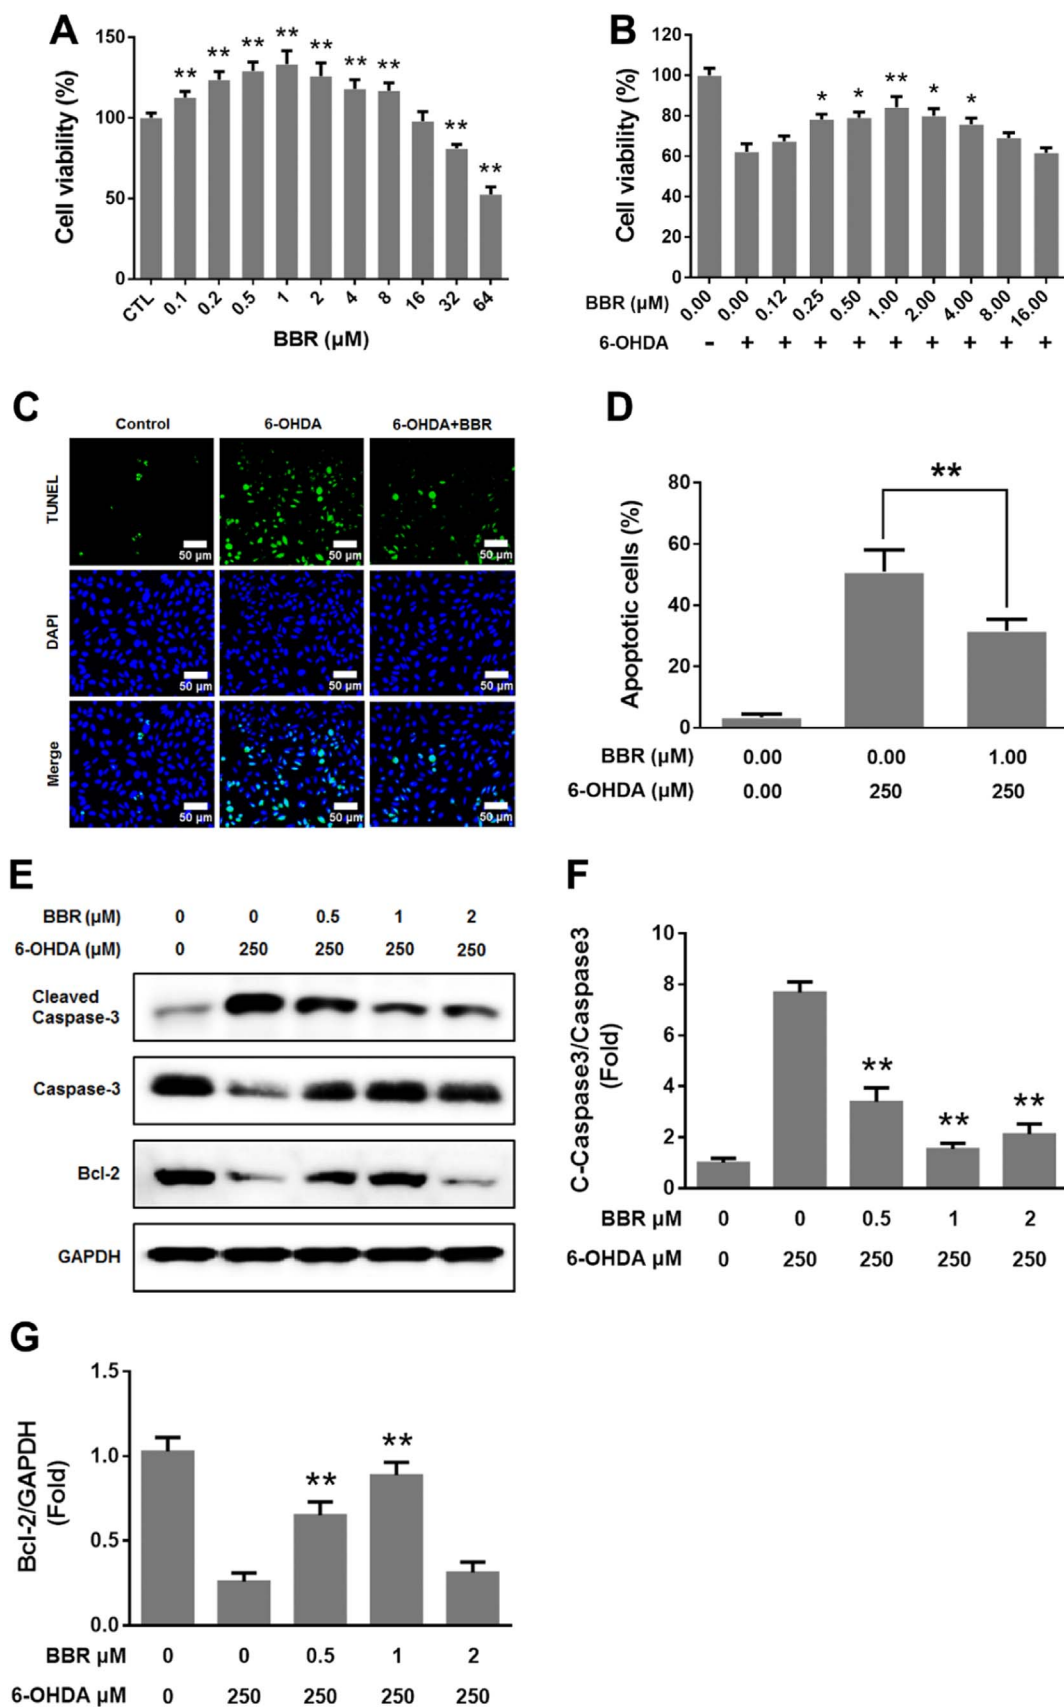 A
Cell viability (%)
150
100
50
0
** ** ** ** ** ** ** ** **
CTL 0.1 0.2 0.5 1 2 4 8 16 32 64
BBR (µM)
B
Cell viability (%)
120
100
80
60
40
20
0
* * ** * *
BBR (µM) 0.00 0.00 0.12 0.25 0.50 1.00 2.00 4.00 8.00 16.00
6-OHDA - + + + + + + + + +
C
Control 6-OHDA 6-OHDA+BBR
TUNEL
50 µm 50 µm 50 µm
DAPI
50 µm 50 µm 50 µm
Merge
50 µm 50 µm 50 µm
D
Apoptotic cells (%)
80
60
40
20
0
**
BBR (µM) 0.00 0.00 1.00
6-OHDA (µM) 0.00 250 250
E
BBR (µM) 0 0 0.5 1 2
6-OHDA (µM) 0 250 250 250 250
Cleaved
Caspase-3
Caspase-3
Bcl-2
GAPDH
F
C-Caspase3/Caspase3
(Fold)
10
8
6
4
2
0
** ** **
BBR µM 0 0 0.5 1 2
6-OHDA µM 0 250 250 250 250
G
Bcl-2/GAPDH
(Fold)
1.5
1.0
0.5
0.0
** **
BBR µM 0 0 0.5 1 2
6-OHDA µM 0 250 250 250 250